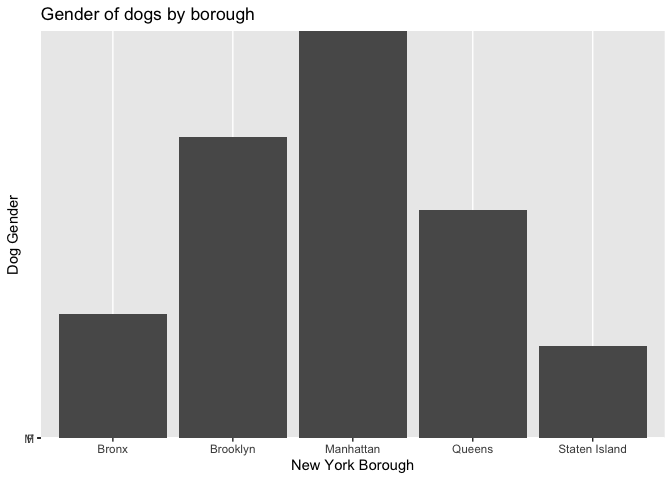 Gender of dogs by borough
Dog Gender
Bronx
Brooklyn
Manhattan
Queens
Staten Island
New York Borough